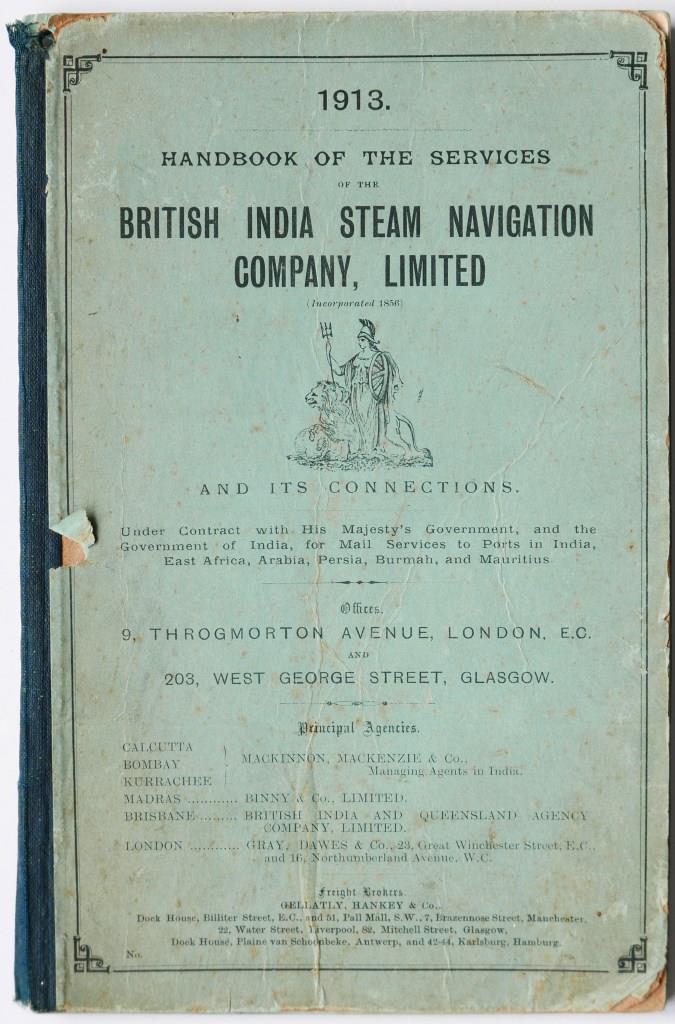 1913.
HANDBOOK OF THE SERVICES
OF THE
BRITISH INDIA STEAM NAVIGATION
COMPANY, LIMITED
(Incorporated 1856)
AND ITS CONNECTIONS.
Under Contract with His Majesty's Government, and the
Government of India, for Mail Services to Ports in India,
East Africa, Arabia, Persia, Burmah, and Mauritius
Offices.
9, THROGMORTON AVENUE, LONDON, E.C.
AND
203, WEST GEORGE STREET, GLASGOW.
Principal Agencies.
CALCUTTA
BOMBAY
KURRACHEE
MACKINNON, MACKENZIE & Co.,
Managing Agents in India.
MADRAS ............ BINNY & Co., LIMITED.
BRISBANE ......... BRITISH INDIA AND QUEENSLAND AGENCY
COMPANY, LIMITED.
LONDON ............ GRAY, DAWES & Co., 23, Great Winchester Street, E.C.,
and 16, Northumberland Avenue, W.C.
Freight Brokers.
GELLATLY, HANKEY & Co.,
Dock House, Billiter Street, E.C., and 51, Pall Mall, S.W., 7, Brazennose Street, Manchester,
22, Water Street, Liverpool, 82, Mitchell Street, Glasgow,
Dock House, Plaine van Schoonbeke, Antwerp, and 42-44, Karlsburg, Hamburg.
No.